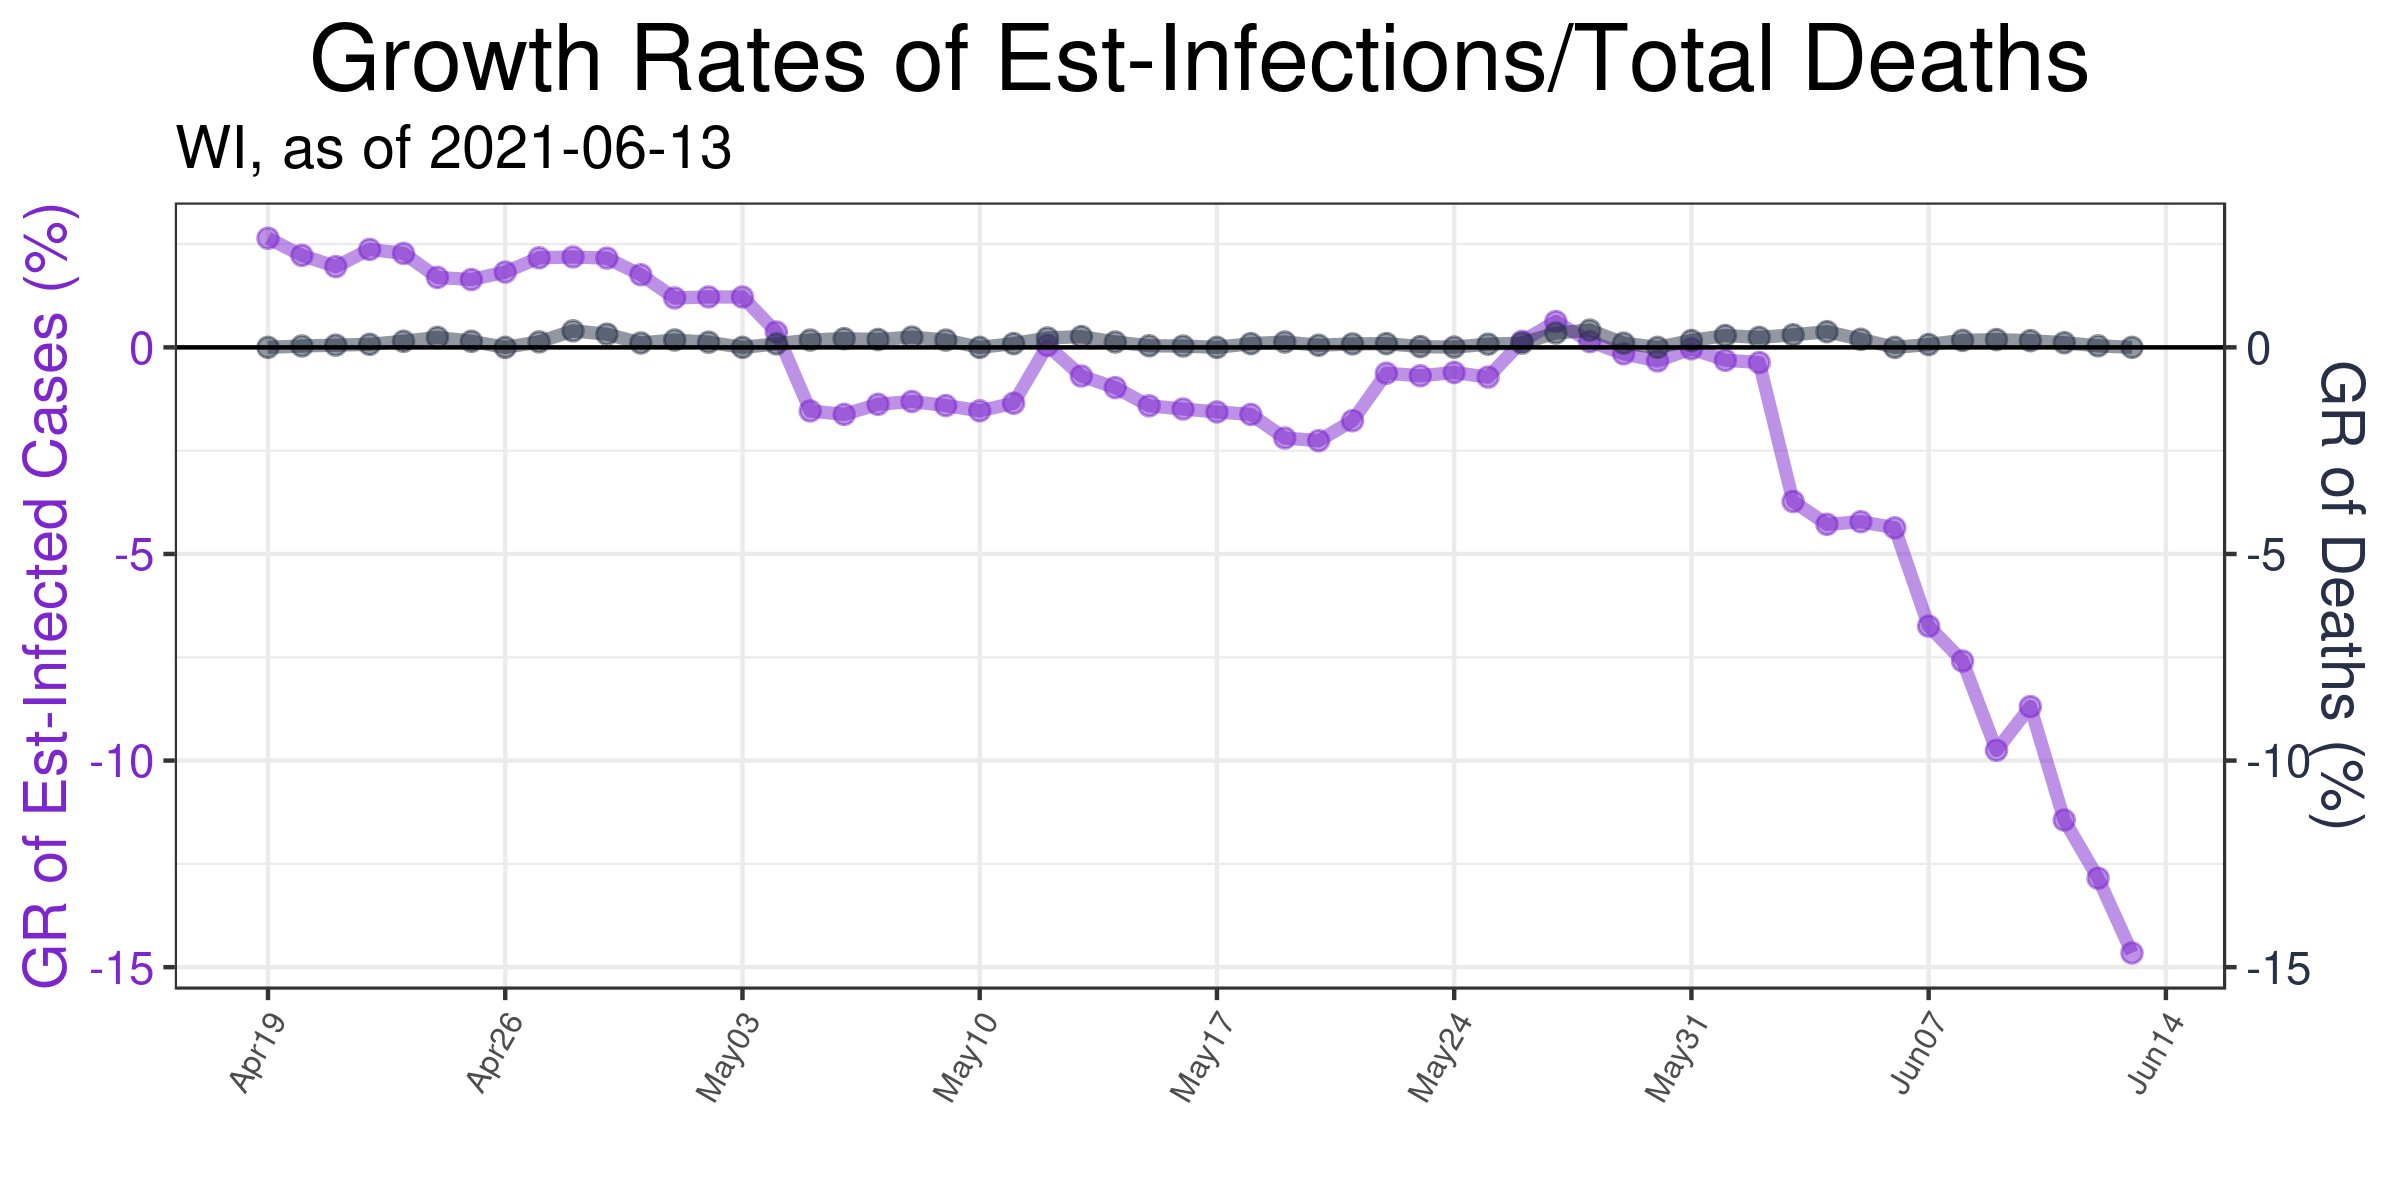 Growth Rates of Est-Infections/Total Deaths
WI, as of 2021-06-13
GR of Est-Infected Cases (%)
0
-5
-10
-15
0
-5
-10
-15
GR of Deaths (%)
Apr19
Apr26
May03
May10
May17
May24
May31
Jun07
Jun14